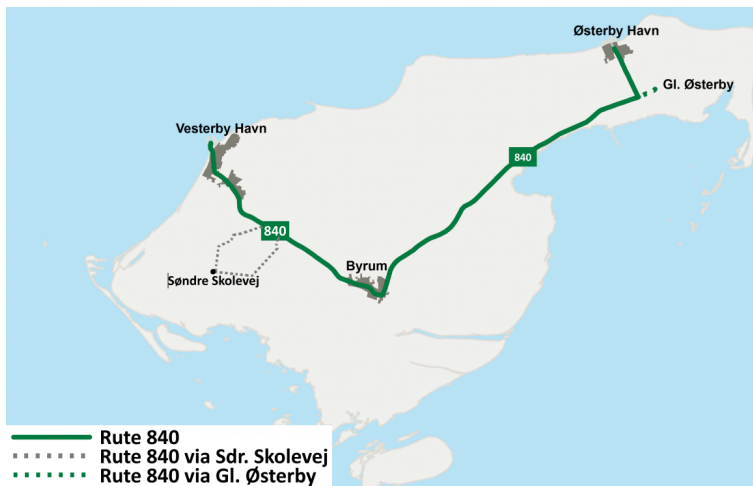 Østerby Havn
Gl. Østerby
Vesterby Havn
840
840
Byrum
Søndre Skolevej
Rute 840
Rute 840 via Sdr. Skolevej
Rute 840 via Gl. Østerby